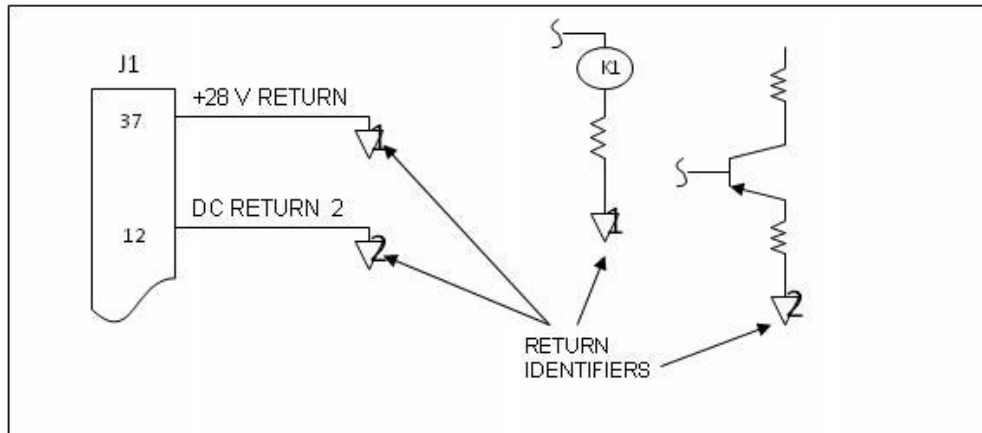 J1
37
+28 V RETURN
1
12
DC RETURN 2
2
K1
1
2
RETURN
IDENTIFIERS